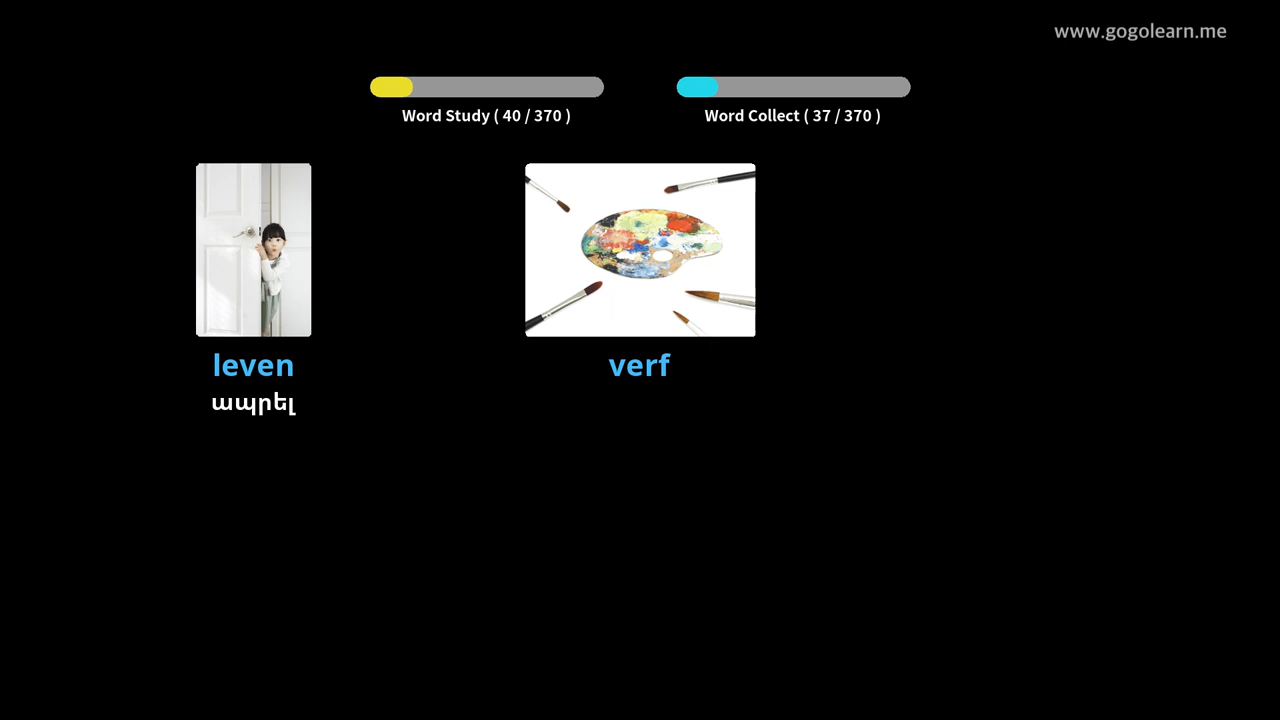 www.gogolearn.me
Word Study ( 40 / 370 )
Word Collect ( 37 / 370 )
leven
ապրել
verf